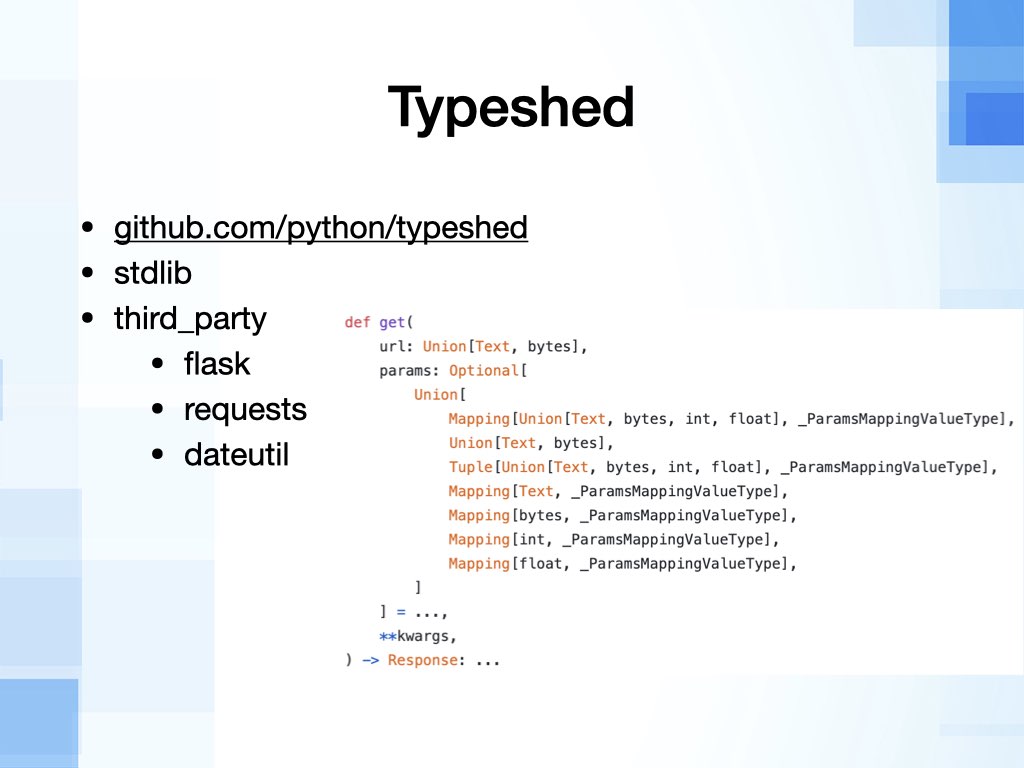 Typeshed
• github.com/python/typeshed
• stdlib
• third_party
• flask
• requests
• dateutil
def get(
    url: Union[Text, bytes],
    params: Optional[
        Union[
            Mapping[Union[Text, bytes, int, float], _ParamsMappingValueType],
            Union[Text, bytes],
            Tuple[Union[Text, bytes, int, float], _ParamsMappingValueType],
            Mapping[Text, _ParamsMappingValueType],
            Mapping[bytes, _ParamsMappingValueType],
            Mapping[int, _ParamsMappingValueType],
            Mapping[float, _ParamsMappingValueType],
        ]
    ] = ...,
    **kwargs,
) -> Response: ...